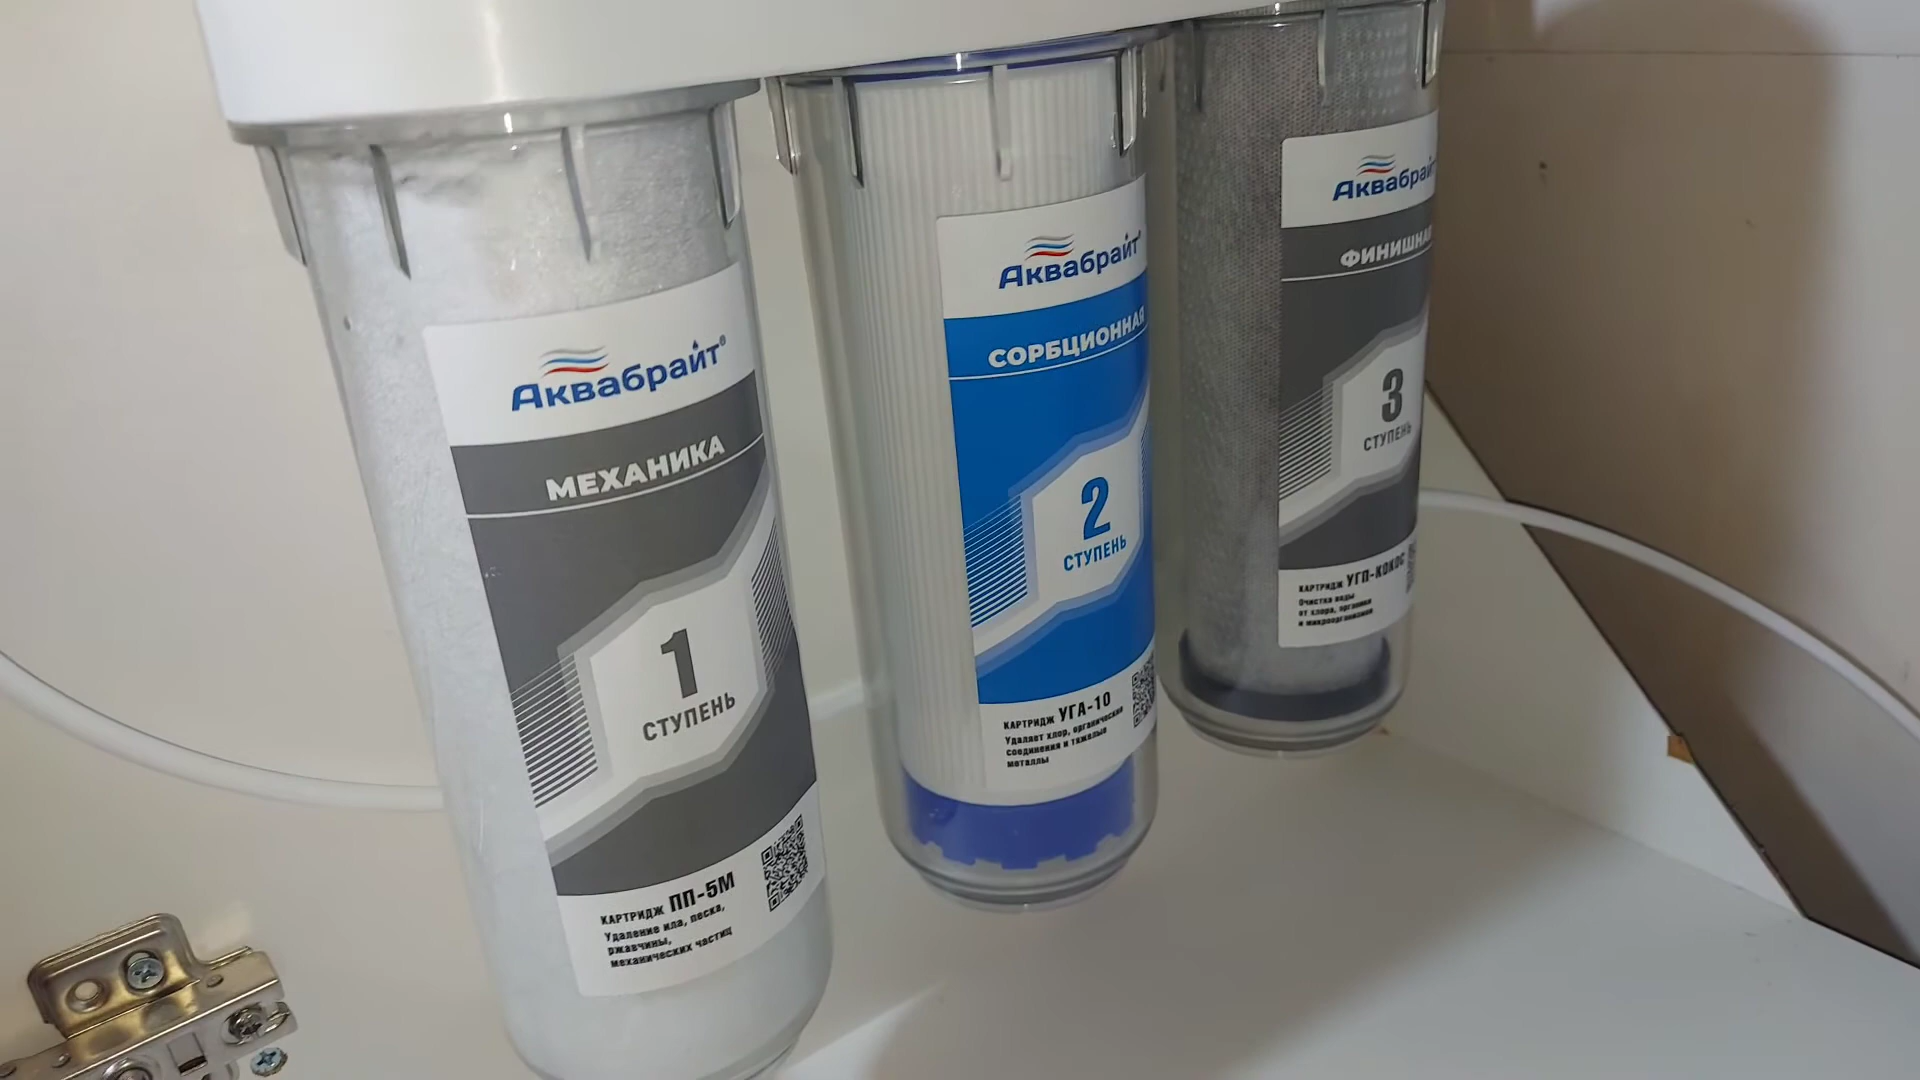 Аквабрайт®
МЕХАНИКА
1
СТУПЕНЬ
КАРТРИДЖ ПП-5М
Удаление ила, песка,
ржавчины,
механических частиц
Аквабрайт®
СОРБЦИОННАЯ
2
СТУПЕНЬ
КАРТРИДЖ УГА-10
Удаляет хлор, органические
соединения и тяжелые
металлы
Аквабрайт
ФИНИШНАЯ
3
СТУПЕНЬ
КАРТРИДЖ УГП-КОКОС
Очистка воды
от хлора, органики
и микроорганизмов